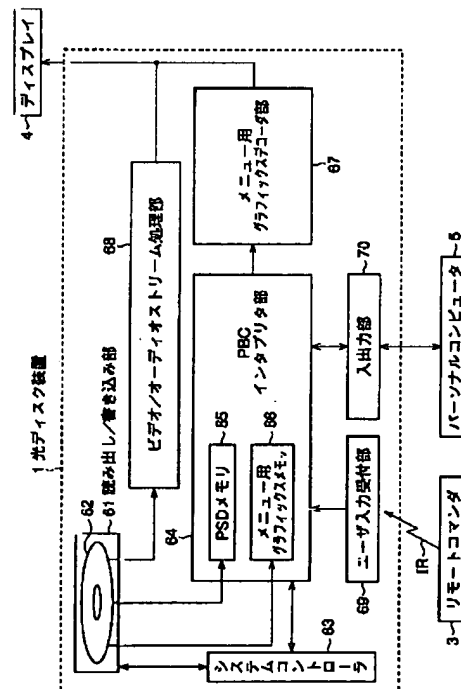 1 光ディスク装置
62
61 読み出し／書き込み部
68
ビデオ／オーディオストリーム処理部
4 ディスプレイ
64
PBC
インタプリタ部
85
PSDメモリ
86
メニュー用
グラフィックスメモリ
メニュー用
グラフィックスデコーダ部
67
63
システムコントローラ
69
ユーザ入力受付部
70
入出力部
IR
3 リモートコマンダ
パーソナルコンピュータ 5